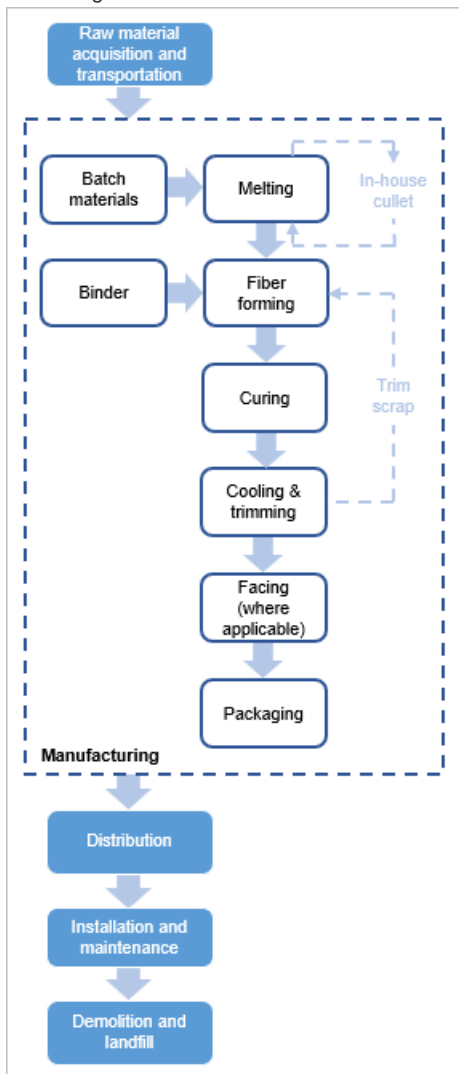 Raw material
acquisition and
transportation
Batch
materials
Melting
In-house
cullet
Binder
Fiber
forming
Curing
Trim
scrap
Cooling &
trimming
Facing
(where
applicable)
Packaging
Manufacturing
Distribution
Installation and
maintenance
Demolition and
landfill